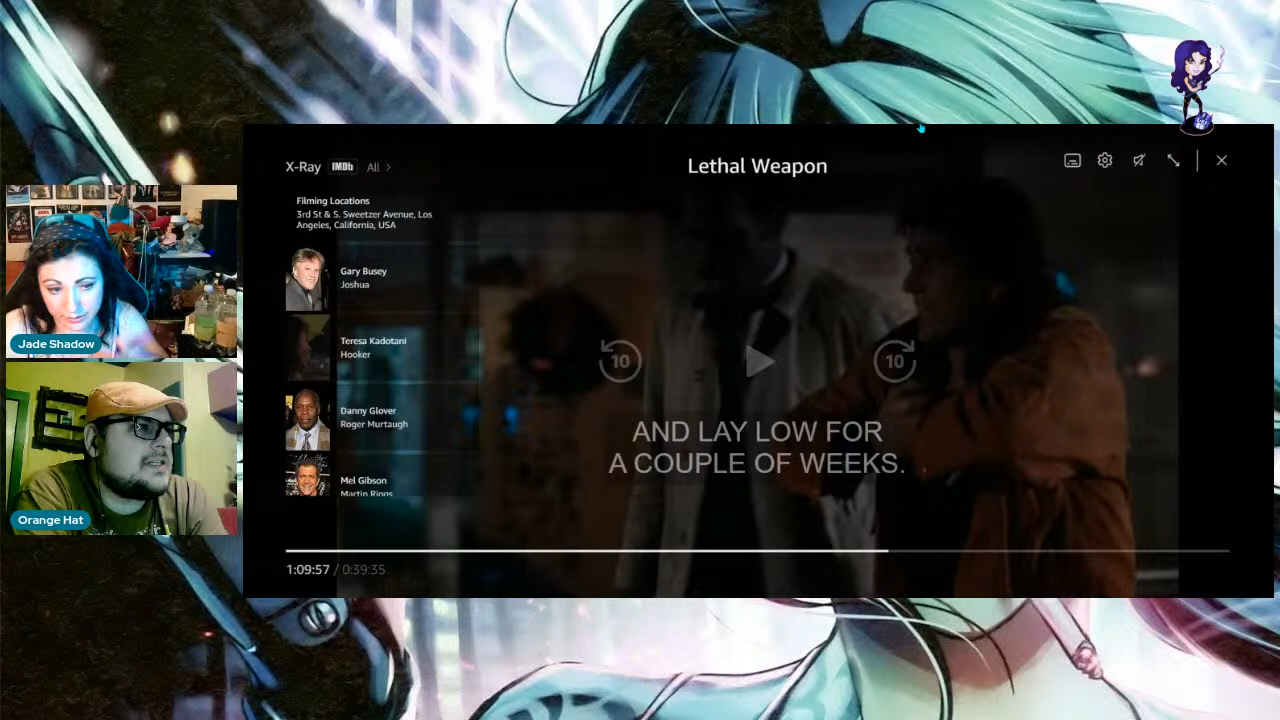 X-Ray IMDb All
Lethal Weapon
Filming Locations
3rd St & S. Sweetzer Avenue, Los
Angeles, California, USA
Gary Busey
Joshua
Teresa Kadotani
Hooker
Danny Glover
Roger Murtaugh
Mel Gibson
Martin Riggs
10
10
AND LAY LOW FOR
A COUPLE OF WEEKS.
1:09:57 / 0:39:35
Jade Shadow
Orange Hat